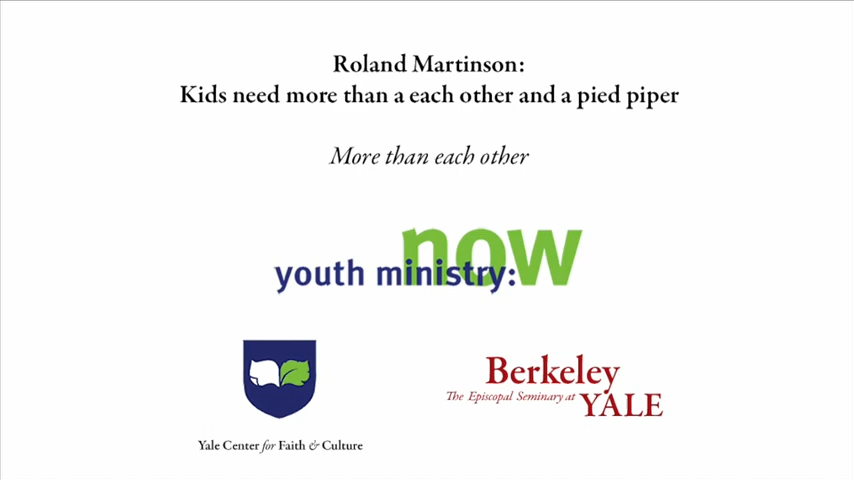 Roland Martinson:
Kids need more than a each other and a pied piper
More than each other
youth ministry: now
Berkeley
The Episcopal Seminary at YALE
Yale Center for Faith & Culture